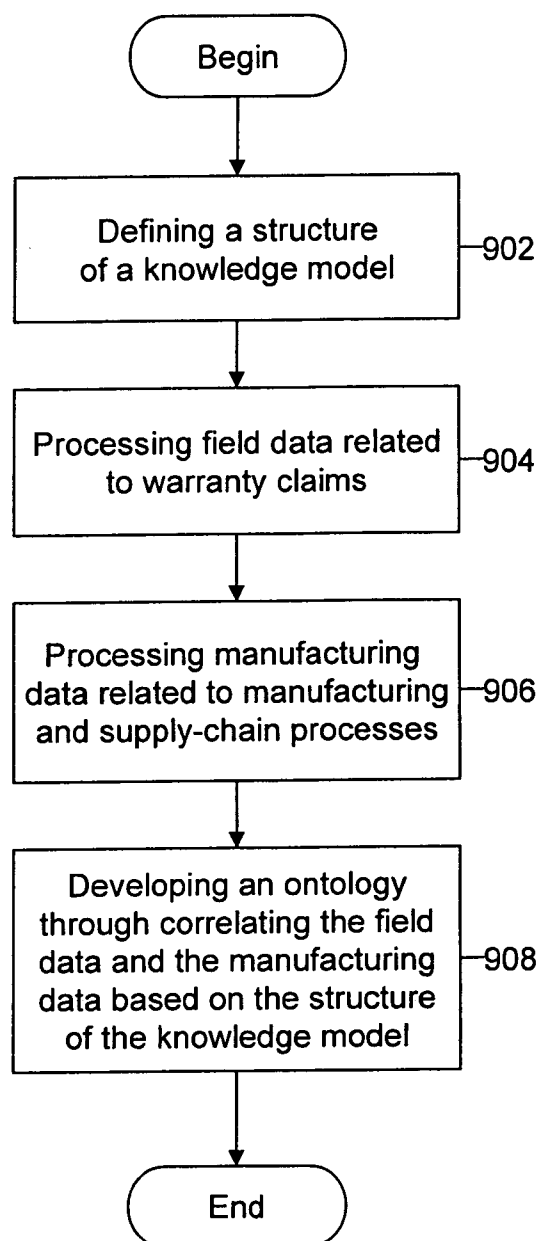 Begin
Defining a structure
of a knowledge model
902
Processing field data related
to warranty claims
904
Processing manufacturing
data related to manufacturing
and supply-chain processes
906
Developing an ontology
through correlating the field
data and the manufacturing
data based on the structure
of the knowledge model
908
End